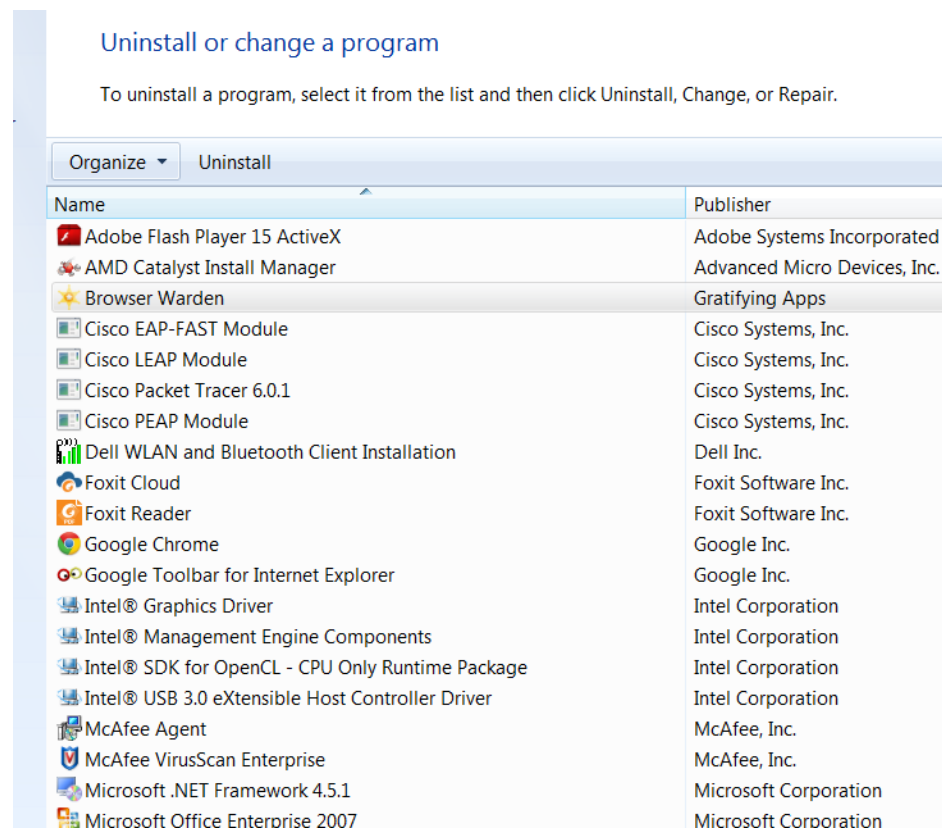 Uninstall or change a program
To uninstall a program, select it from the list and then click Uninstall, Change, or Repair.
Organize Uninstall
Name Publisher
Adobe Flash Player 15 ActiveX Adobe Systems Incorporated
AMD Catalyst Install Manager Advanced Micro Devices, Inc.
Browser Warden Gratifying Apps
Cisco EAP-FAST Module Cisco Systems, Inc.
Cisco LEAP Module Cisco Systems, Inc.
Cisco Packet Tracer 6.0.1 Cisco Systems, Inc.
Cisco PEAP Module Cisco Systems, Inc.
Dell WLAN and Bluetooth Client Installation Dell Inc.
Foxit Cloud Foxit Software Inc.
Foxit Reader Foxit Software Inc.
Google Chrome Google Inc.
Google Toolbar for Internet Explorer Google Inc.
Intel® Graphics Driver Intel Corporation
Intel® Management Engine Components Intel Corporation
Intel® SDK for OpenCL - CPU Only Runtime Package Intel Corporation
Intel® USB 3.0 eXtensible Host Controller Driver Intel Corporation
McAfee Agent McAfee, Inc.
McAfee VirusScan Enterprise McAfee, Inc.
Microsoft .NET Framework 4.5.1 Microsoft Corporation
Microsoft Office Enterprise 2007 Microsoft Corporation